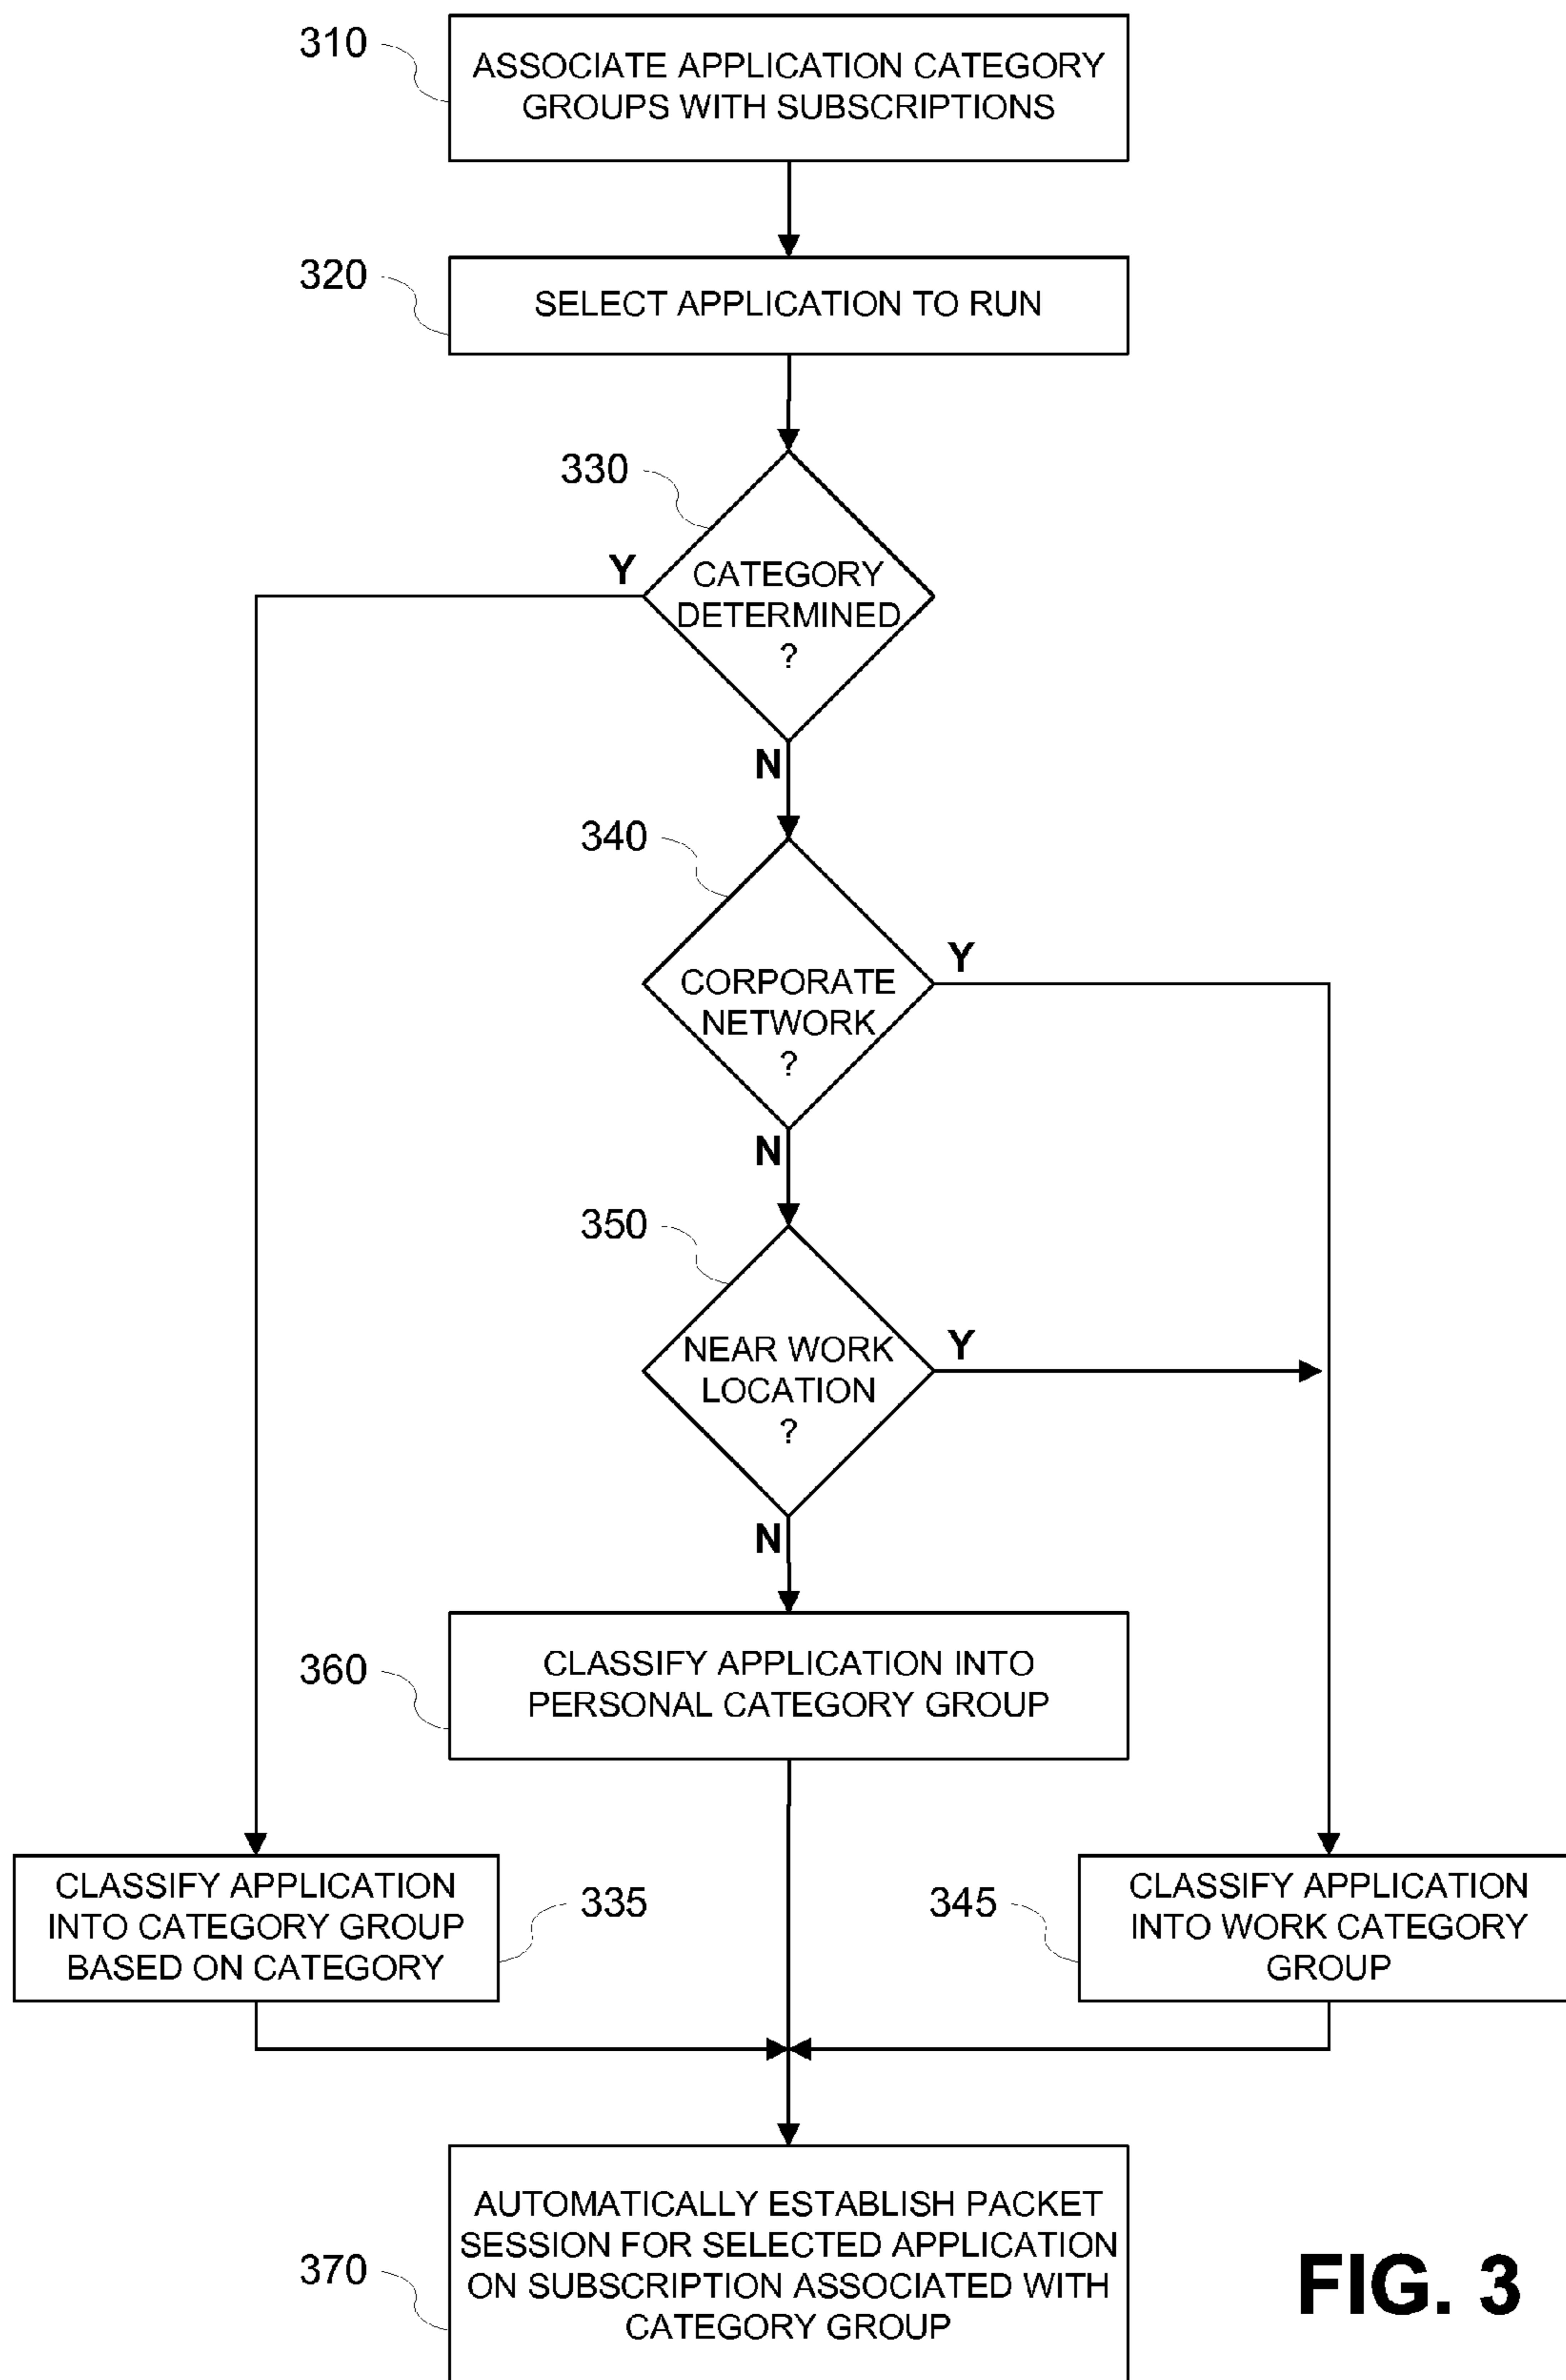 310
ASSOCIATE APPLICATION CATEGORY
GROUPS WITH SUBSCRIPTIONS
320
SELECT APPLICATION TO RUN
330
Y
CATEGORY
DETERMINED
?
N
340
Y
CORPORATE
NETWORK
?
N
350
Y
NEAR WORK
LOCATION
?
N
360
CLASSIFY APPLICATION INTO
PERSONAL CATEGORY GROUP
CLASSIFY APPLICATION
INTO CATEGORY GROUP
BASED ON CATEGORY
335
345
CLASSIFY APPLICATION
INTO WORK CATEGORY
GROUP
370
AUTOMATICALLY ESTABLISH PACKET
SESSION FOR SELECTED APPLICATION
ON SUBSCRIPTION ASSOCIATED WITH
CATEGORY GROUP
FIG. 3